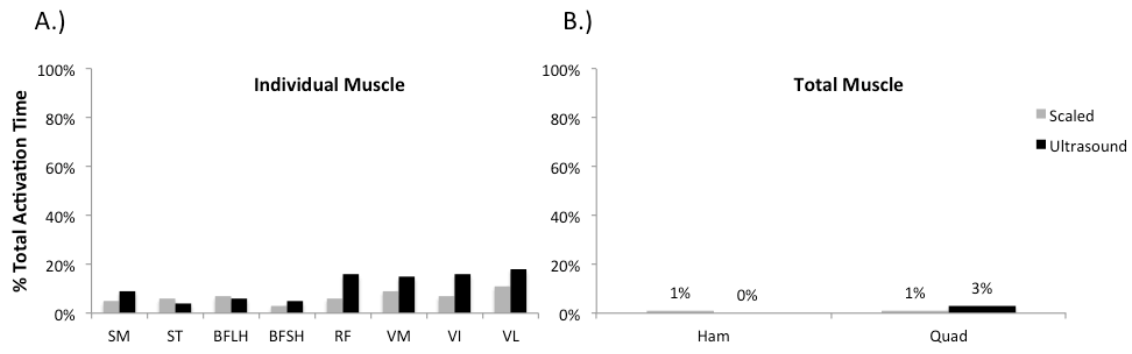 A.)
B.)
% Total Activation Time
100%
80%
60%
40%
20%
0%
Individual Muscle
SM ST BFLH BFSH RF VM VI VL
100%
80%
60%
40%
20%
0%
Total Muscle
1% 0% 1% 3%
Ham Quad
Scaled
Ultrasound